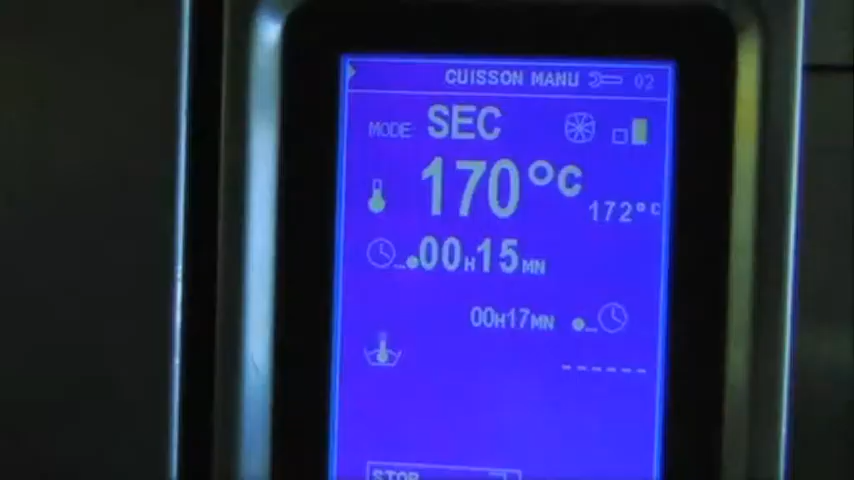 CUISSON MANU 02
MODE SEC
170°C
172°C
00H15MN
00H17MN
------
STOP